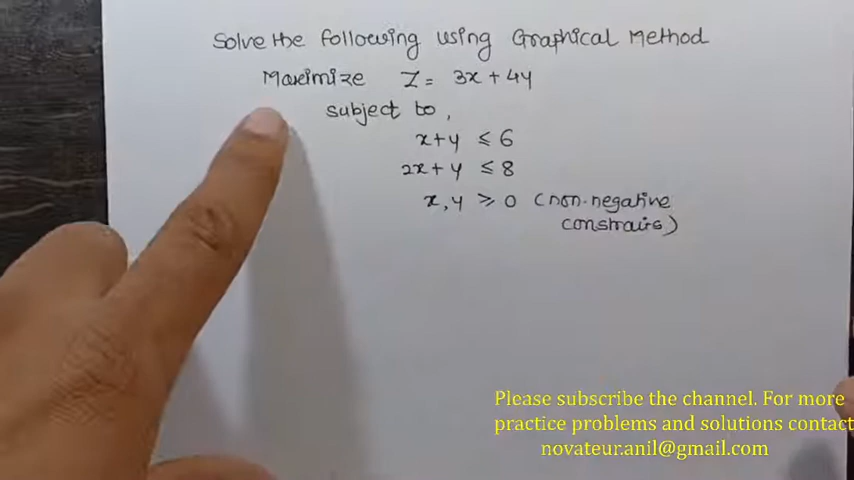 Solve the following using Graphical Method
Maximize Z = 3x + 4y
subject to,
x+y ≤ 6
2x+y ≤ 8
x,y ≥ 0 (non-negative
constrairs)
Please subscribe the channel. For more
practice problems and solutions contact
novateur.anil@gmail.com